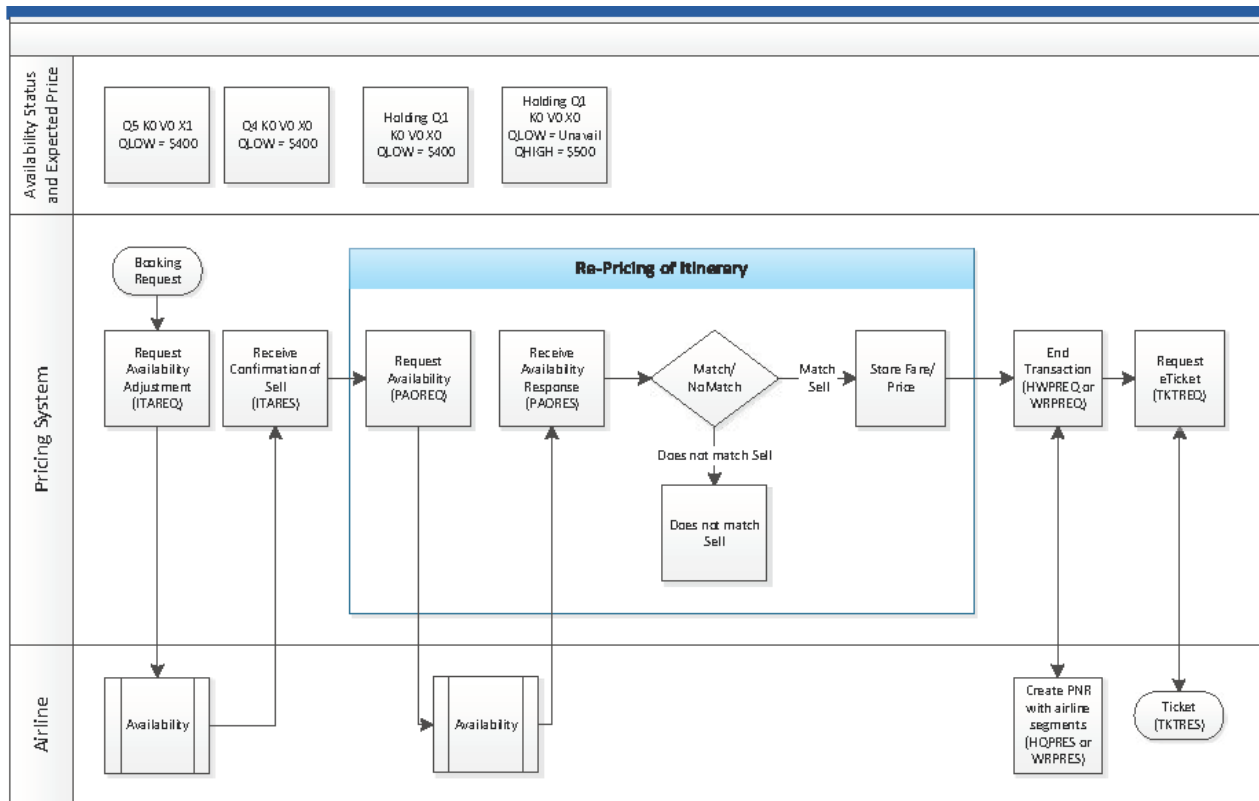 Availability Status
and Expected Price
Q5 K0 V0 X1
QLOW = $400
Q4 K0 V0 X0
QLOW = $400
Holding Q1
K0 V0 X0
QLOW = $400
Holding Q1
K0 V0 X0
QLOW = Unavail
QHIGH = $500
Pricing System
Booking
Request
Re-Pricing of Itinerary
Request
Availability
Adjustment
(ITAREQ)
Receive
Confirmation of
Sell
(ITARES)
Request
Availability
(PAOREQ)
Receive
Availability
Response
(PAORES)
Match/
NoMatch
Match
Sell
Store Fare/
Price
End
Transaction
(HWPREQ or
WRPREQ)
Request
eTicket
(TKTREQ)
Does not match Sell
Does not match
Sell
Airline
Availability
Availability
Create PNR
with airline
segments
(HQPRES or
WRPRES)
Ticket
(TKTRES)